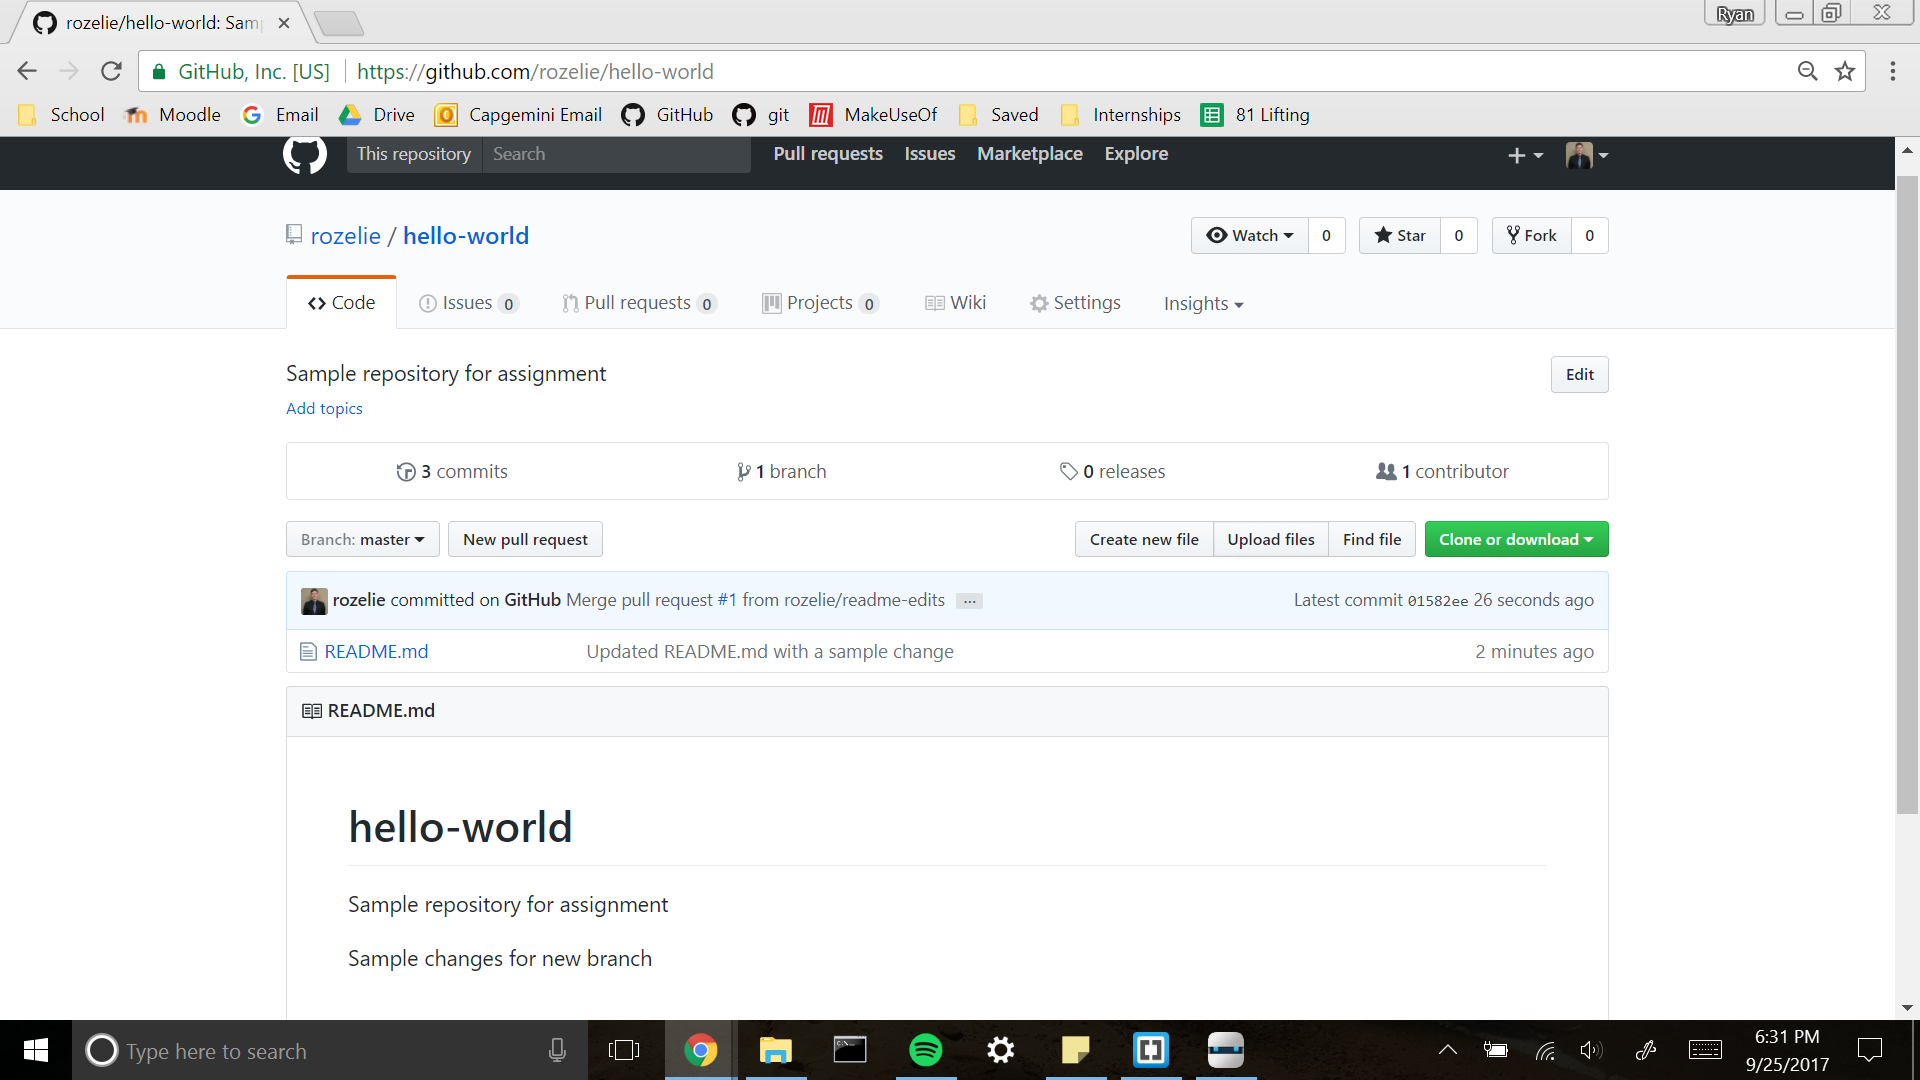 rozelie/hello-world: Sam
Ryan
GitHub, Inc. [US] https://github.com/rozelie/hello-world
School Moodle Email Drive Capgemini Email GitHub git MakeUseOf Saved Internships 81 Lifting
This repository Search Pull requests Issues Marketplace Explore
rozelie / hello-world
Watch 0 Star 0 Fork 0
Code Issues 0 Pull requests 0 Projects 0 Wiki Settings Insights
Sample repository for assignment
Edit
Add topics
3 commits 1 branch 0 releases 1 contributor
Branch: master New pull request Create new file Upload files Find file Clone or download
rozelie committed on GitHub Merge pull request #1 from rozelie/readme-edits ... Latest commit 01582ee 26 seconds ago
README.md Updated README.md with a sample change 2 minutes ago
README.md
hello-world
Sample repository for assignment
Sample changes for new branch
Type here to search
6:31 PM
9/25/2017